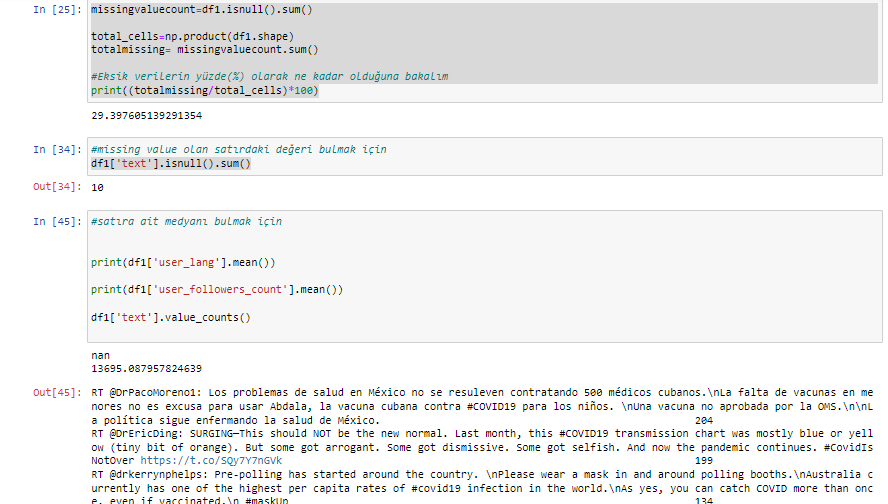 In [25]: missingvaluecount=df1.isnull().sum()
total_cells=np.product(df1.shape)
totalmissing= missingvaluecount.sum()
#Eksik verilerin yüzde(%) olarak ne kadar olduğuna bakalım
print((totalmissing/total_cells)*100)
29.397605139291354
In [34]: #missing value olan satırdaki değeri bulmak için
df1['text'].isnull().sum()
Out[34]: 10
In [45]: #satıra ait medyanı bulmak için
print(df1['user_lang'].mean())
print(df1['user_followers_count'].mean())
df1['text'].value_counts()
nan
13695.087957824639
Out[45]: RT @DrPacoMoreno1: Los problemas de salud en México no se resuleven contratando 500 médicos cubanos.\nLa falta de vacunas en me
nores no es excusa para usar Abdala, la vacuna cubana contra #COVID19 para los niños. \nUna vacuna no aprobada por la OMS.\n\nL
a política sigue enfermando la salud de México. 204
RT @DrEricDing: SURGING—This should NOT be the new normal. Last month, this #COVID19 transmission chart was mostly blue or yell
ow (tiny bit of orange). But some got arrogant. Some got dismissive. Some got selfish. And now the pandemic continues. #CovidIs
NotOver https://t.co/SQy7Y7nGVk 199
RT @drkerrynphelps: Pre-polling has started around the country. \nPlease wear a mask in and around polling booths.\nAustralia c
urrently has one of the highest per capita rates of #covid19 infection in the world.\nAs yes, you can catch COVID more than onc
e, even if vaccinated.\n #maskUp 134